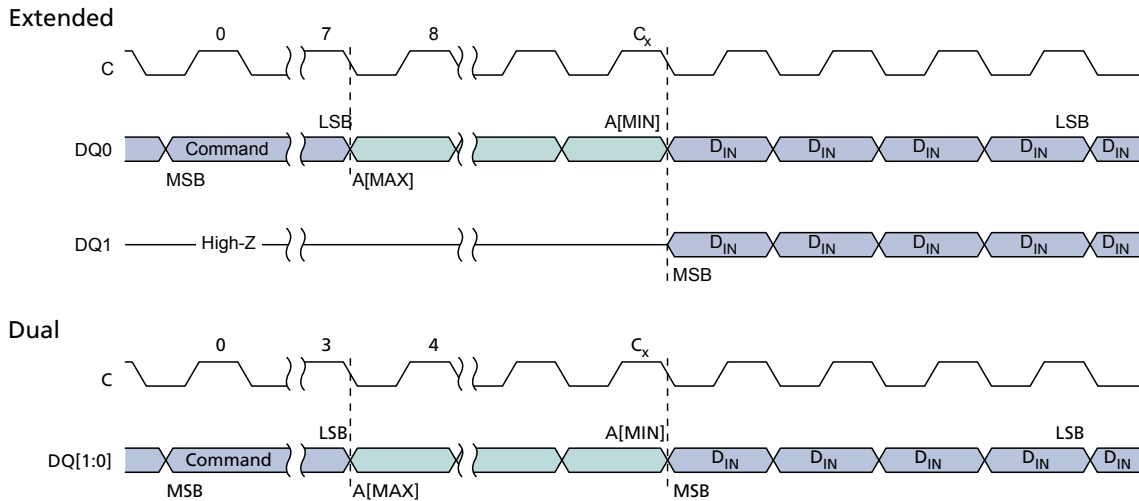 Extended
0 7 8 Cx
C
LSB A[MIN] LSB
DQ0 Command DIN DIN DIN DIN DIN
MSB A[MAX]
DQ1 High-Z DIN DIN DIN DIN DIN
MSB
Dual
0 3 4 Cx
C
LSB A[MIN] LSB
DQ[1:0] Command DIN DIN DIN DIN DIN
MSB A[MAX] MSB